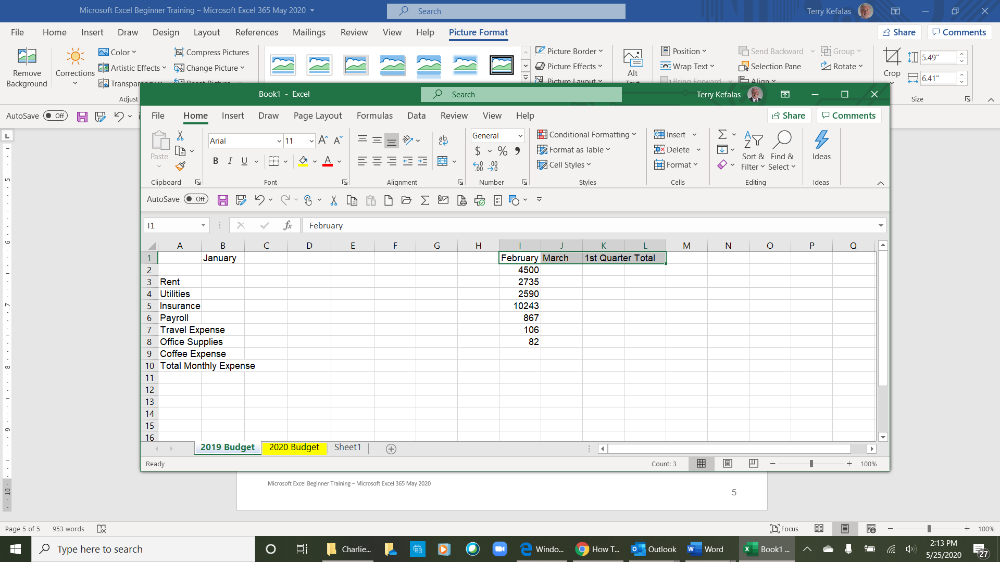 Microsoft Excel Beginner Training – Microsoft Excel 365 May 2020
Search
Terry Kefalas
File Home Insert Draw Design Layout References Mailings Review View Help Picture Format
Share Comments
Remove Background
Corrections
Color
Artistic Effects
Transparency
Compress Pictures
Change Picture
Reset Picture
Adjust
Picture Border
Picture Effects
Picture Layout
Alt Text
Position
Wrap Text
Bring Forward
Send Backward
Selection Pane
Align
Group
Rotate
Crop
5.49"
6.41"
Size
AutoSave Off
Book1 - Excel
Search
Terry Kefalas
File Home Insert Draw Page Layout Formulas Data Review View Help
Share Comments
Paste
Clipboard
Arial 11
B I U
Font
Alignment
General
$ % 9
Number
Conditional Formatting
Format as Table
Cell Styles
Styles
Insert
Delete
Format
Cells
Sort & Filter
Find & Select
Editing
Ideas
Ideas
AutoSave Off
I1 fx February
A B C D E F G H I J K L M N O P Q
1 January February March 1st Quarter Total
2 4500
3 Rent 2735
4 Utilities 2590
5 Insurance 10243
6 Payroll 867
7 Travel Expense 106
8 Office Supplies 82
9 Coffee Expense
10 Total Monthly Expense
11
12
13
14
15
16
2019 Budget 2020 Budget Sheet1
Ready Count: 3 100%
Microsoft Excel Beginner Training – Microsoft Excel 365 May 2020
5
5
6
7
8
9
10
Page 5 of 5 953 words Focus 100%
Type here to search
Charlie...
Windo...
How T...
Outlook
Word
Book1 ...
2:13 PM
5/25/2020
27